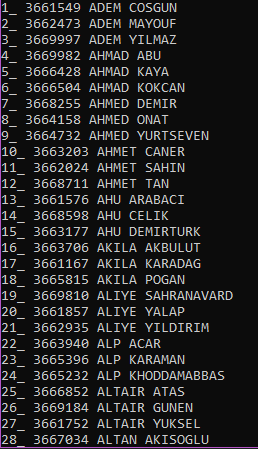 1_ 3661549 ADEM COSGUN
2_ 3662473 ADEM MAYOUF
3_ 3669997 ADEM YILMAZ
4_ 3669982 AHMAD ABU
5_ 3666428 AHMAD KAYA
6_ 3666504 AHMAD KOKCAN
7_ 3668255 AHMED DEMIR
8_ 3664158 AHMED ONAT
9_ 3664732 AHMED YURTSEVEN
10_ 3663203 AHMET CANER
11_ 3662024 AHMET SAHIN
12_ 3668711 AHMET TAN
13_ 3661576 AHU ARABACI
14_ 3668598 AHU CELIK
15_ 3663177 AHU DEMIRTURK
16_ 3663706 AKILA AKBULUT
17_ 3661167 AKILA KARADAG
18_ 3665815 AKILA POGAN
19_ 3669810 ALIYE SAHRANAVARD
20_ 3661857 ALIYE YALAP
21_ 3662935 ALIYE YILDIRIM
22_ 3663940 ALP ACAR
23_ 3665396 ALP KARAMAN
24_ 3665232 ALP KHODDAMABBAS
25_ 3666852 ALTAIR ATAS
26_ 3669184 ALTAIR GUNEN
27_ 3661752 ALTAIR YUKSEL
28_ 3667034 ALTAN AKISOGLU